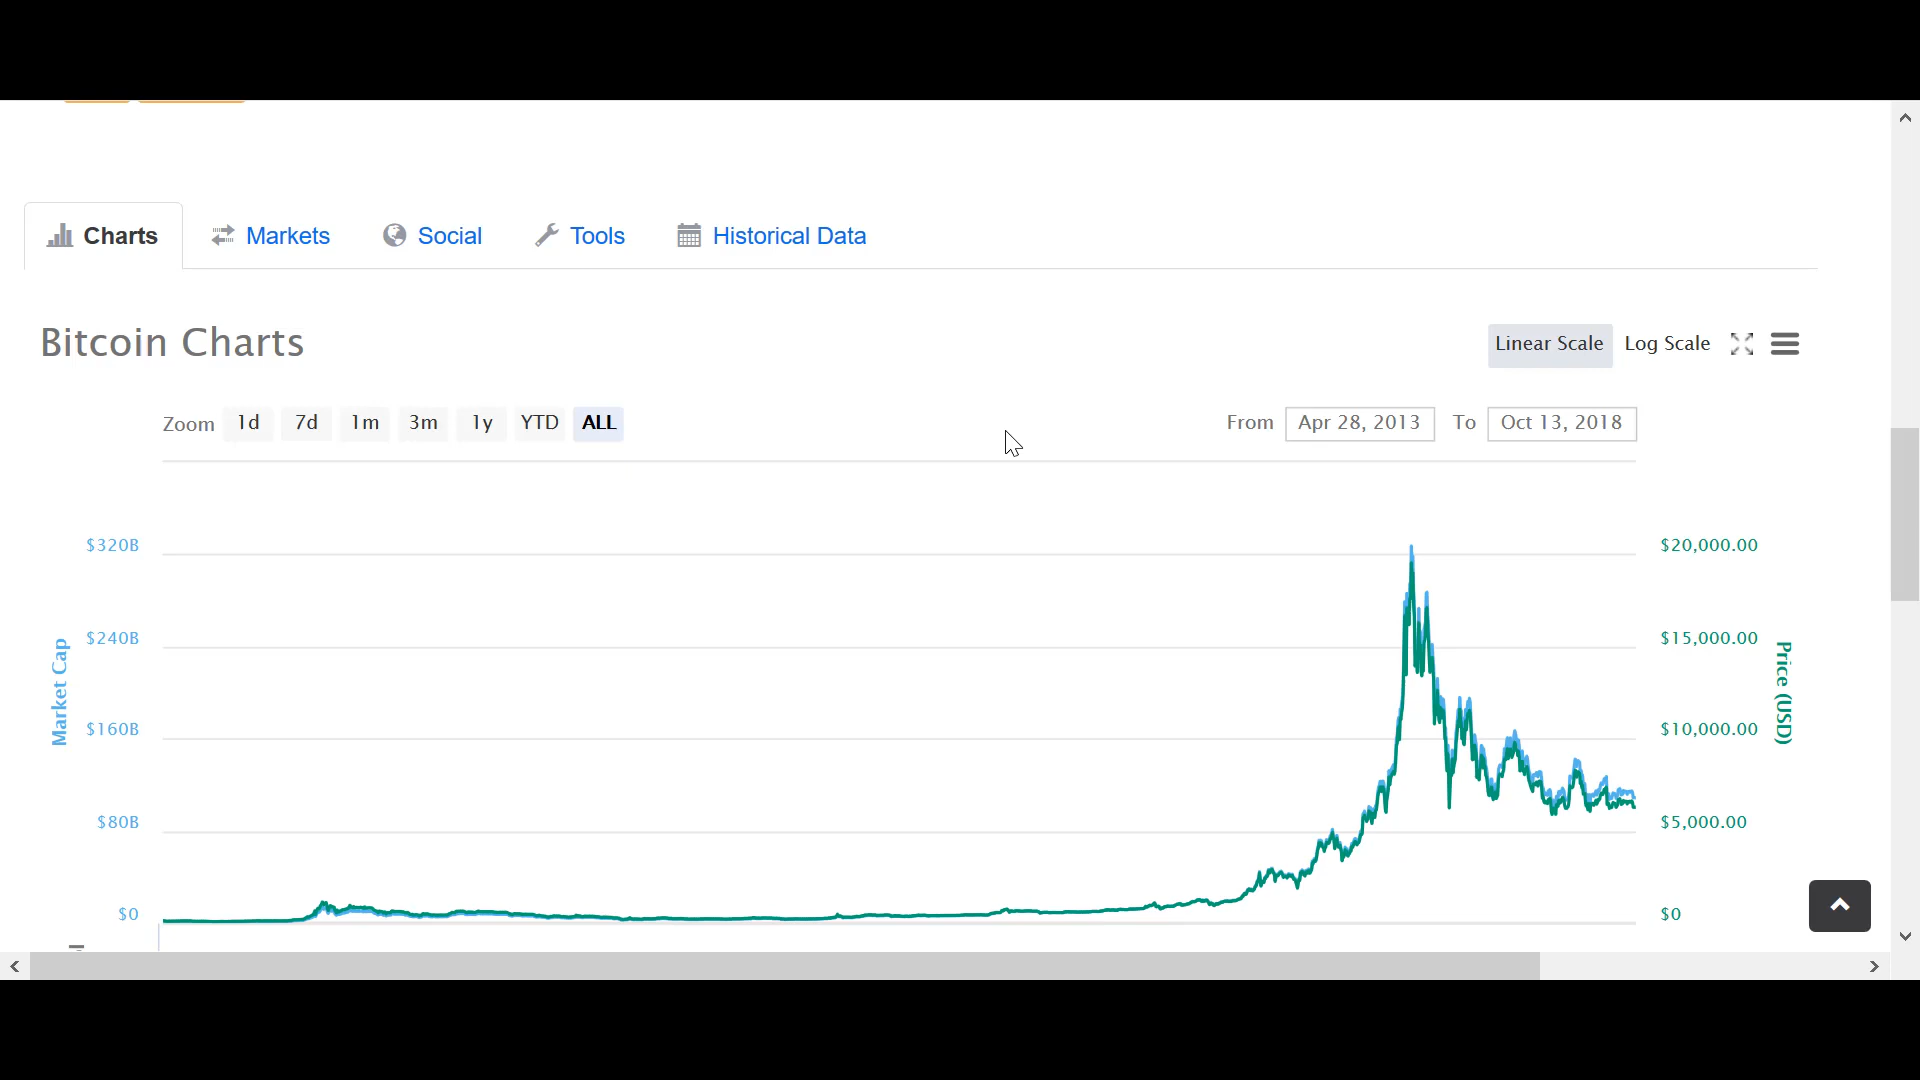 Charts Markets Social Tools Historical Data
Bitcoin Charts
Linear Scale Log Scale
Zoom 1d 7d 1m 3m 1y YTD ALL From Apr 28, 2013 To Oct 13, 2018
$320B $20,000.00
$240B $15,000.00
Market Cap
Price (USD)
$160B $10,000.00
$80B $5,000.00
$0 $0